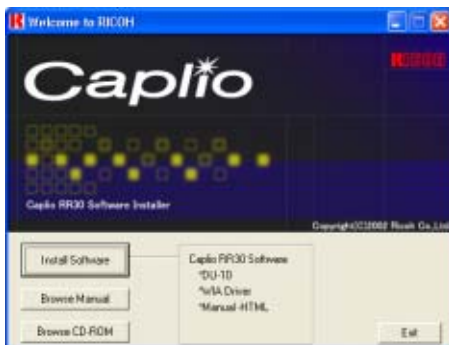 Welcome to RICOH
Caplio
RICOH
Caplio RR30 Software Installer
Copyright(C)2002 Ricoh Co.,Ltd
Install Software
Browse Manual
Browse CD-ROM
Caplio RR30 Software
*DU-10
*WIA Driver
*Manual-HTML
Exit